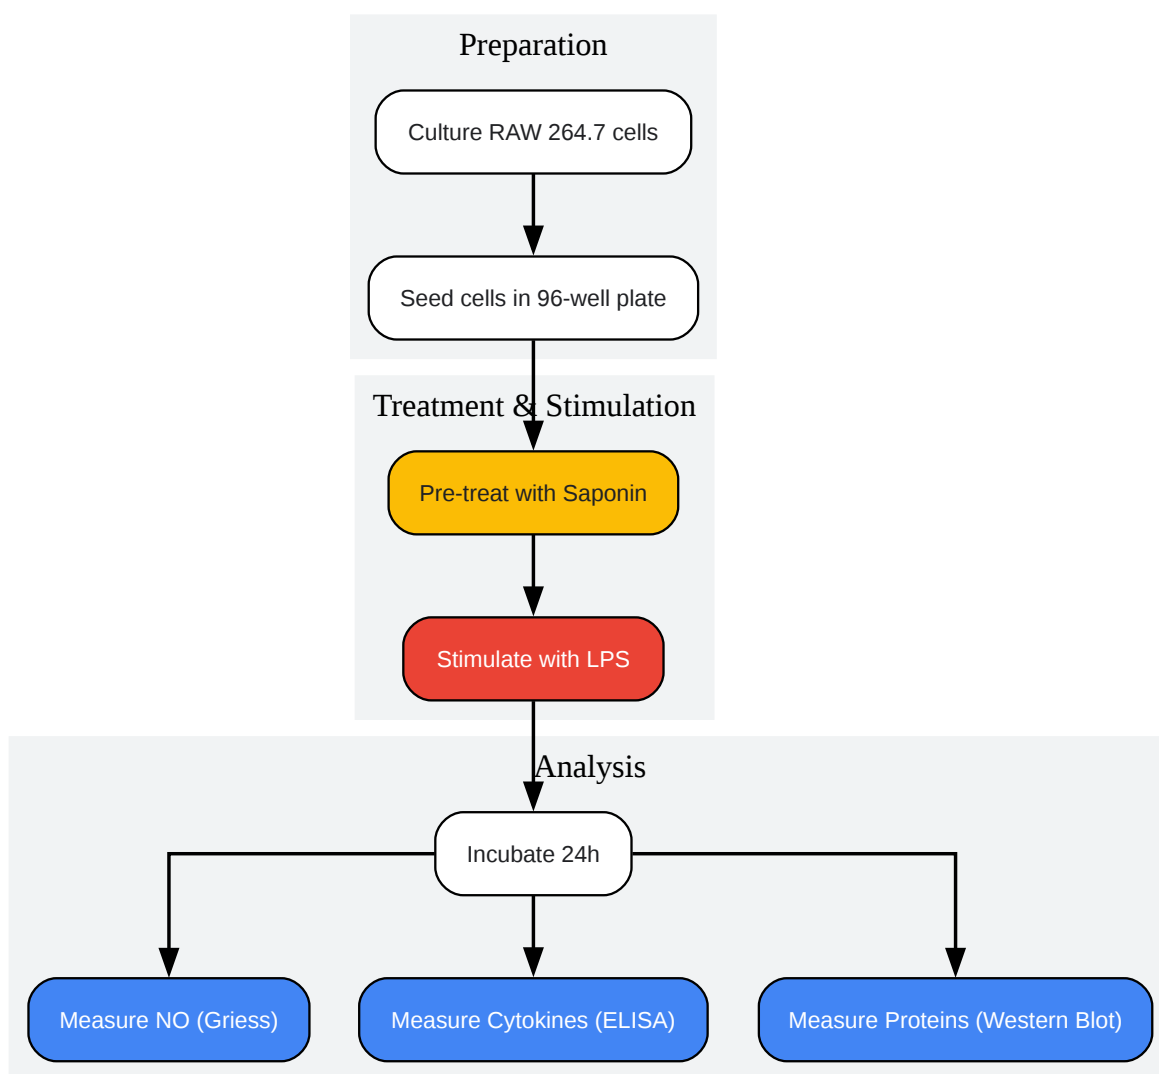 Preparation
Culture RAW 264.7 cells
Seed cells in 96-well plate
Treatment & Stimulation
Pre-treat with Saponin
Stimulate with LPS
Analysis
Incubate 24h
Measure NO (Griess)
Measure Cytokines (ELISA)
Measure Proteins (Western Blot)